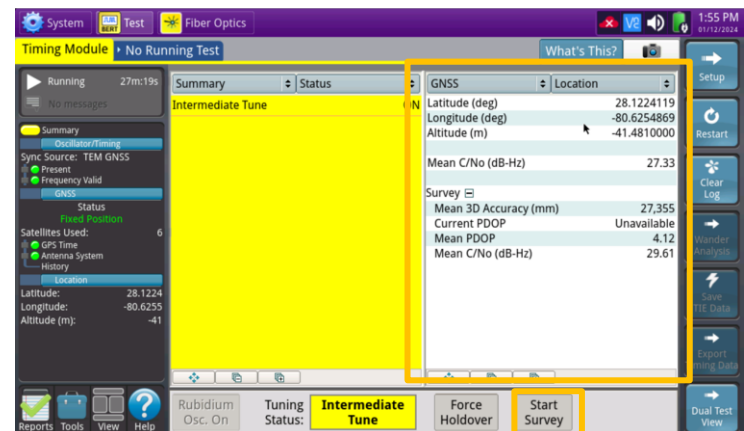 System
BERT
Test
Fiber Optics
V2
1:55 PM
01/12/2024
Timing Module
No Running Test
What's This?
Running 27m:19s
No messages
Summary
Oscillator/Timing
Sync Source: TEM GNSS
Present
Frequency Valid
GNSS
Status
Fixed Position
Satellites Used: 6
GPS Time
Antenna System
History
Location
Latitude: 28.1224
Longitude: -80.6255
Altitude (m): -41
Summary Status
Intermediate Tune ON
GNSS Location
Latitude (deg) 28.1224119
Longitude (deg) -80.6254869
Altitude (m) -41.4810000
Mean C/No (dB-Hz) 27.33
Survey
Mean 3D Accuracy (mm) 27,355
Current PDOP Unavailable
Mean PDOP 4.12
Mean C/No (dB-Hz) 29.61
Setup
Restart
Clear
Log
Wander
Analysis
Save
TIE Data
Export
Timing Data
Dual Test
View
Reports Tools View Help
Rubidium
Osc. On
Tuning
Status:
Intermediate
Tune
Force
Holdover
Start
Survey